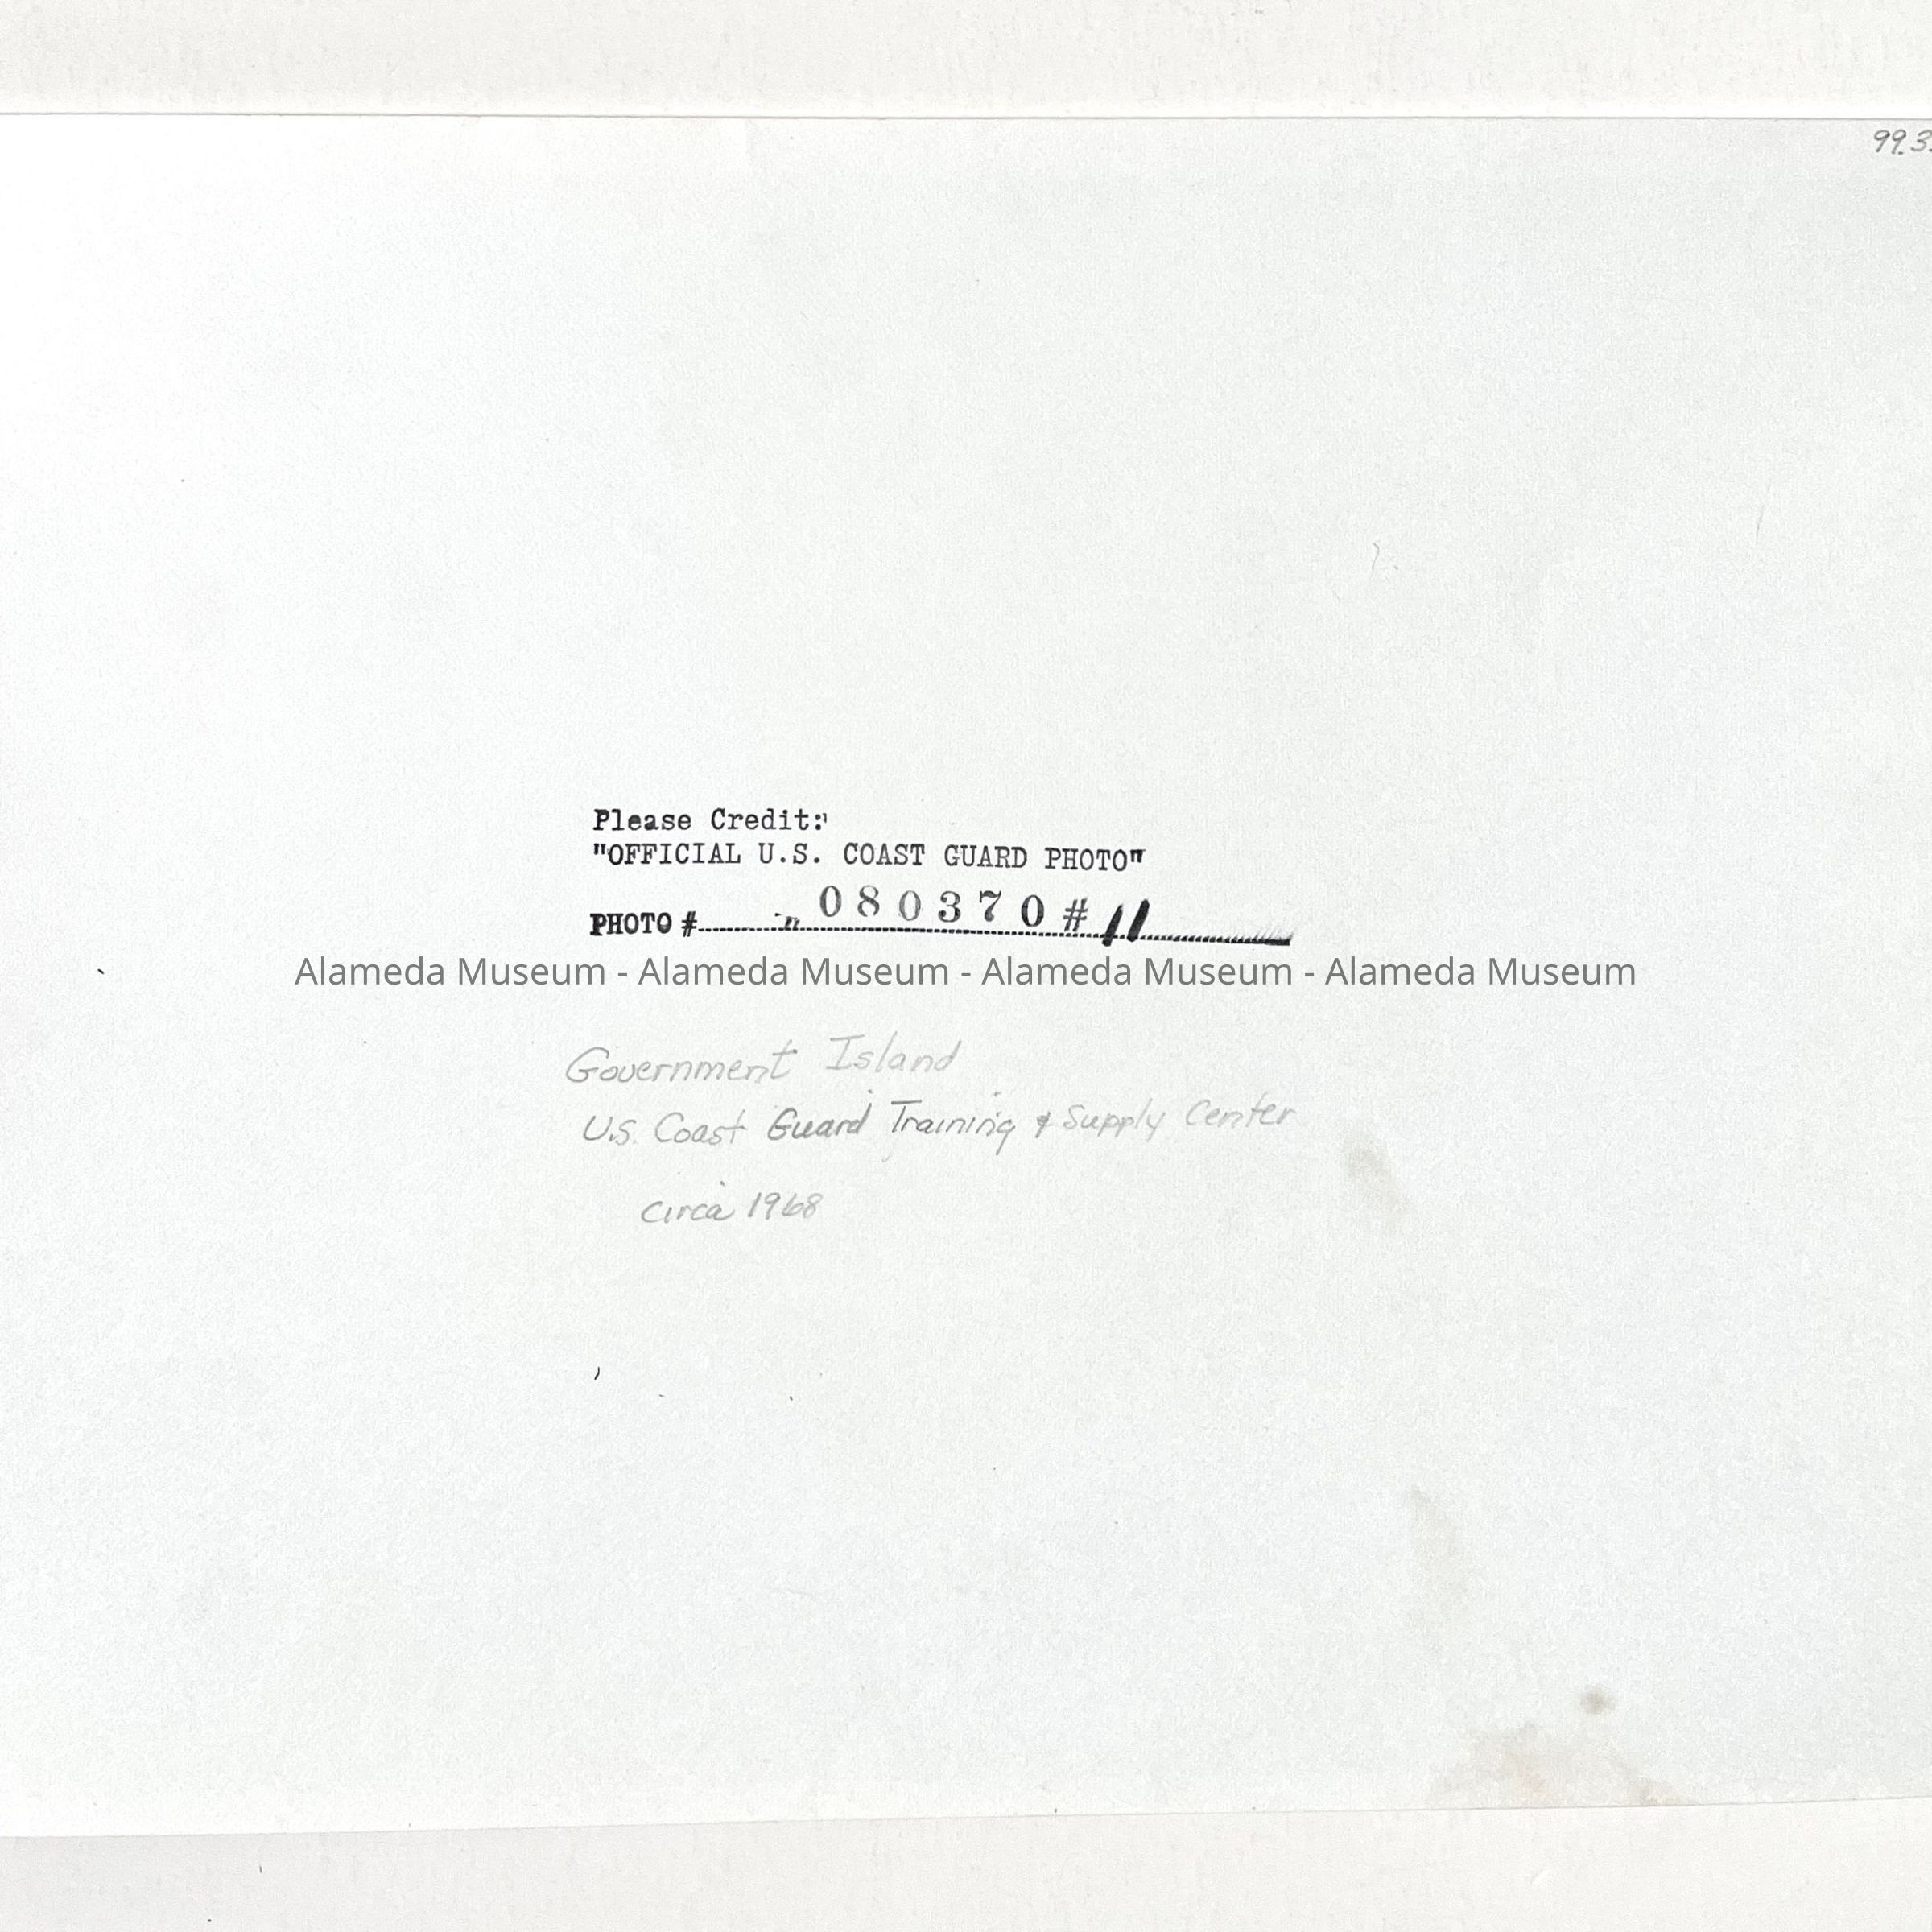 99.3
Please Credit:
"OFFICIAL U.S. COAST GUARD PHOTO"
PHOTO # 080370 # 11
Alameda Museum - Alameda Museum - Alameda Museum - Alameda Museum
Government Island
U.S. Coast Guard Training & Supply Center
circa 1968